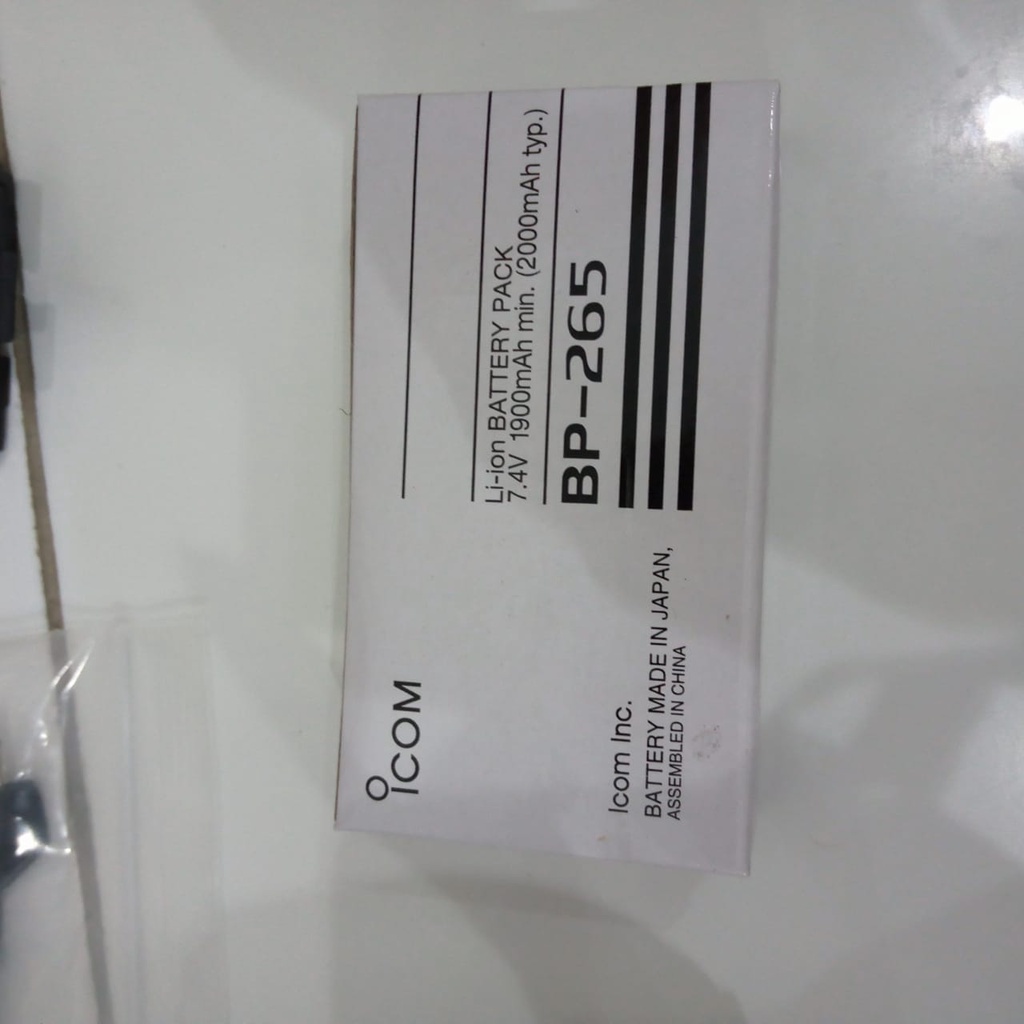 ICOM
Li-ion BATTERY PACK
7.4V 1900mAh min. (2000mAh typ.)
BP-265
Icom Inc.
BATTERY MADE IN JAPAN,
ASSEMBLED IN CHINA